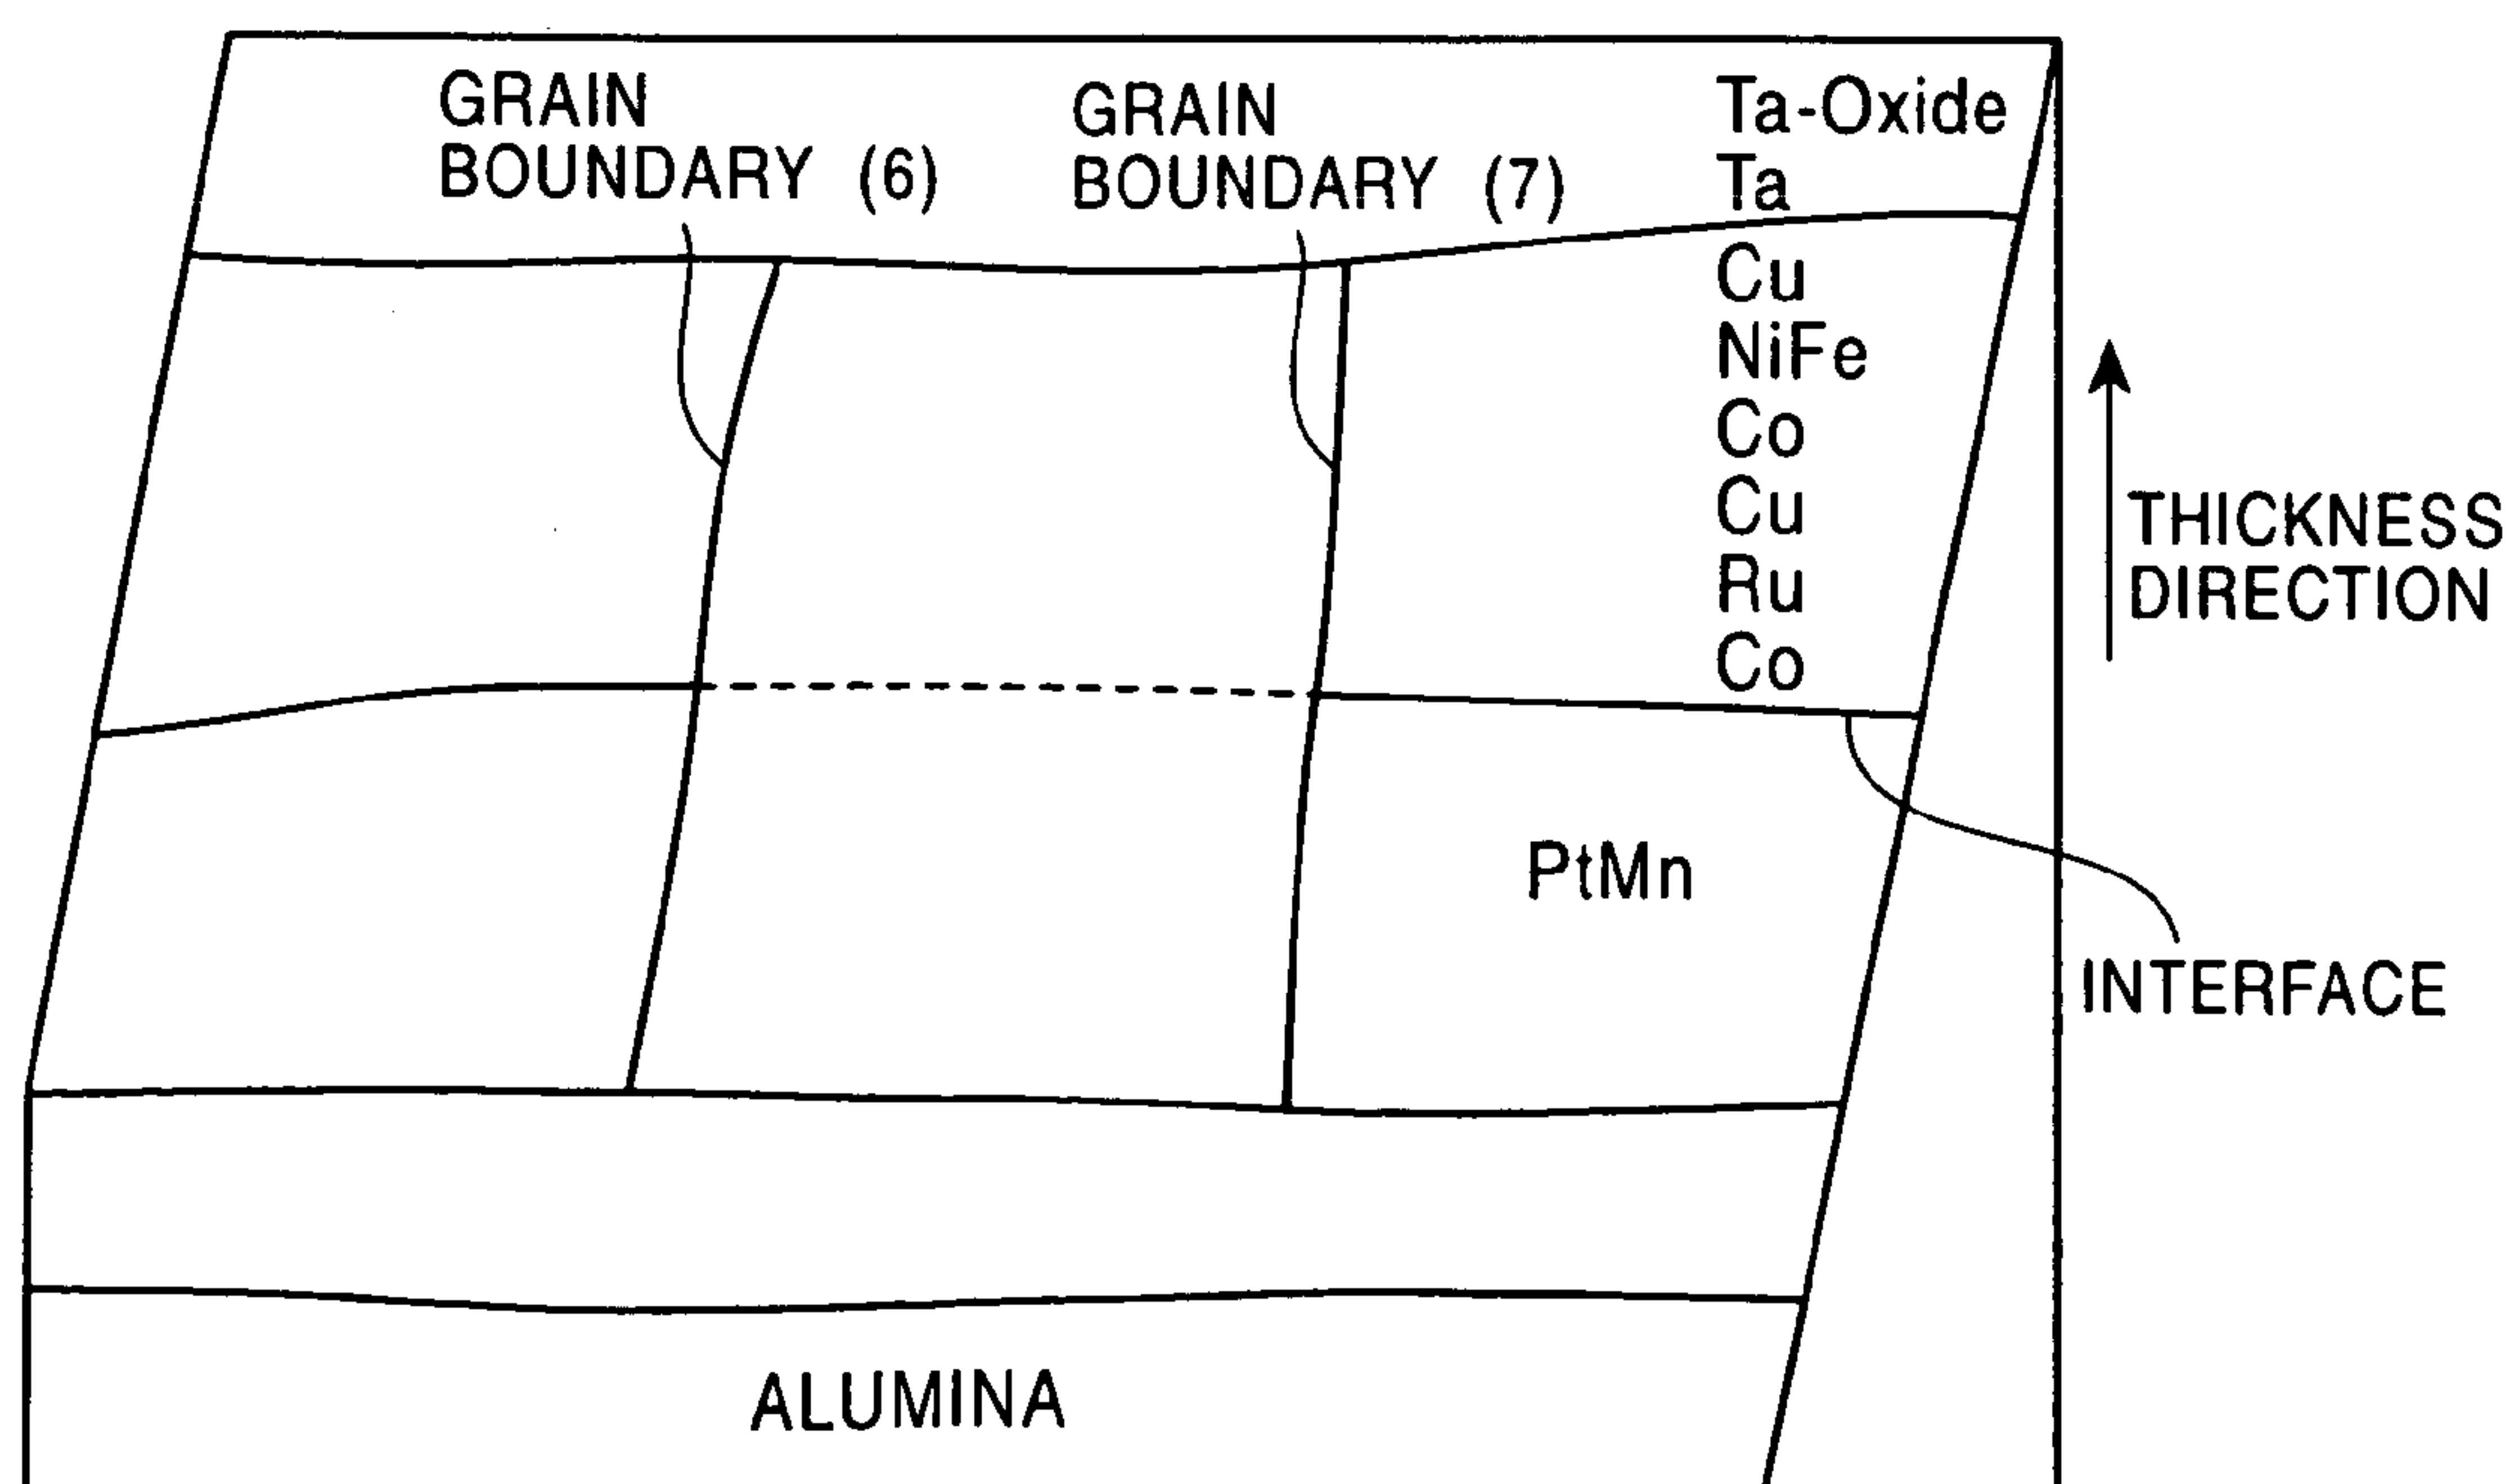 GRAIN
BOUNDARY (6)
GRAIN
BOUNDARY (7)
Ta-Oxide
Ta
Cu
NiFe
Co
Cu
Ru
Co
THICKNESS
DIRECTION
PtMn
INTERFACE
ALUMINA